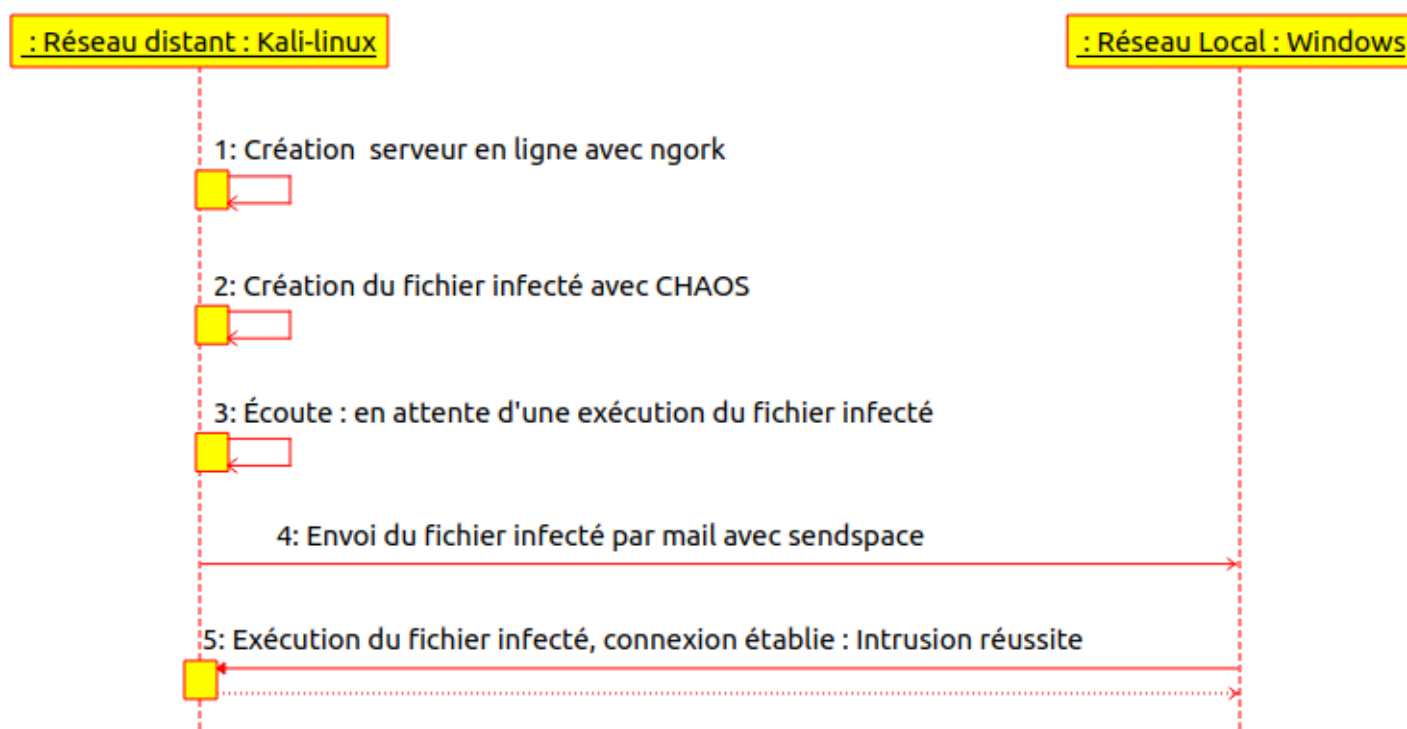 : Réseau distant : Kali-linux
: Réseau Local : Windows
1: Création serveur en ligne avec ngork
2: Création du fichier infecté avec CHAOS
3: Écoute : en attente d'une exécution du fichier infecté
4: Envoi du fichier infecté par mail avec sendspace
5: Exécution du fichier infecté, connexion établie : Intrusion réussite